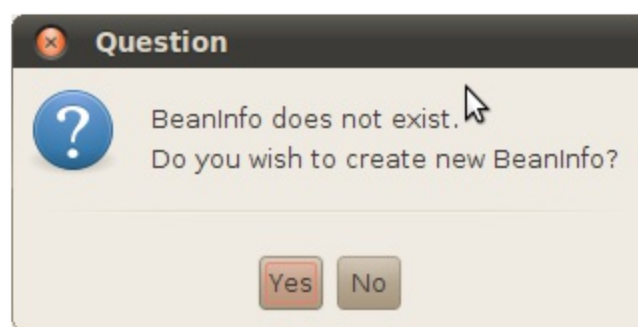 Question
BeanInfo does not exist.
Do you wish to create new BeanInfo?
Yes No